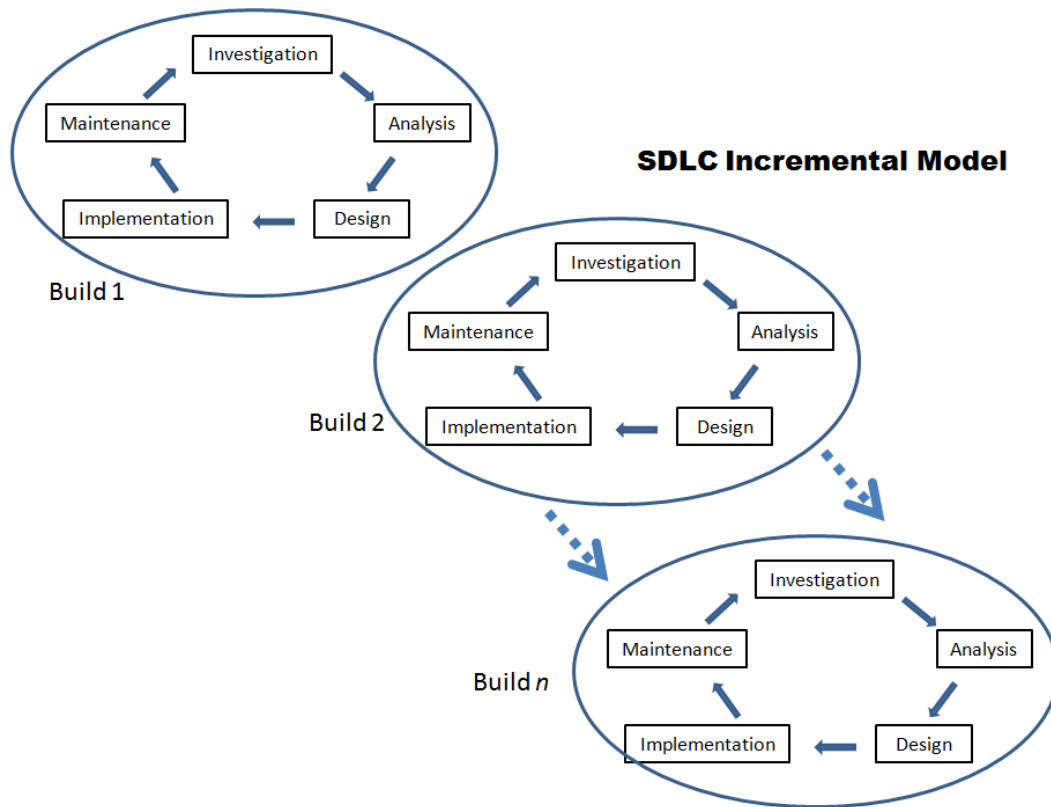 Investigation
Maintenance
Analysis
Implementation
Design
Build 1
SDLC Incremental Model
Investigation
Maintenance
Analysis
Implementation
Design
Build 2
Investigation
Maintenance
Analysis
Implementation
Design
Build n